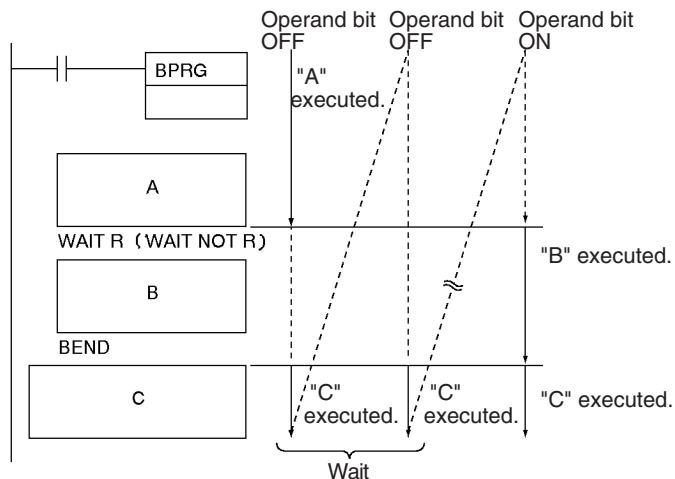 Operand bit OFF
Operand bit OFF
Operand bit ON
BPRG
"A" executed.
A
WAIT R (WAIT NOT R)
"B" executed.
B
BEND
C
"C" executed.
"C" executed.
"C" executed.
Wait